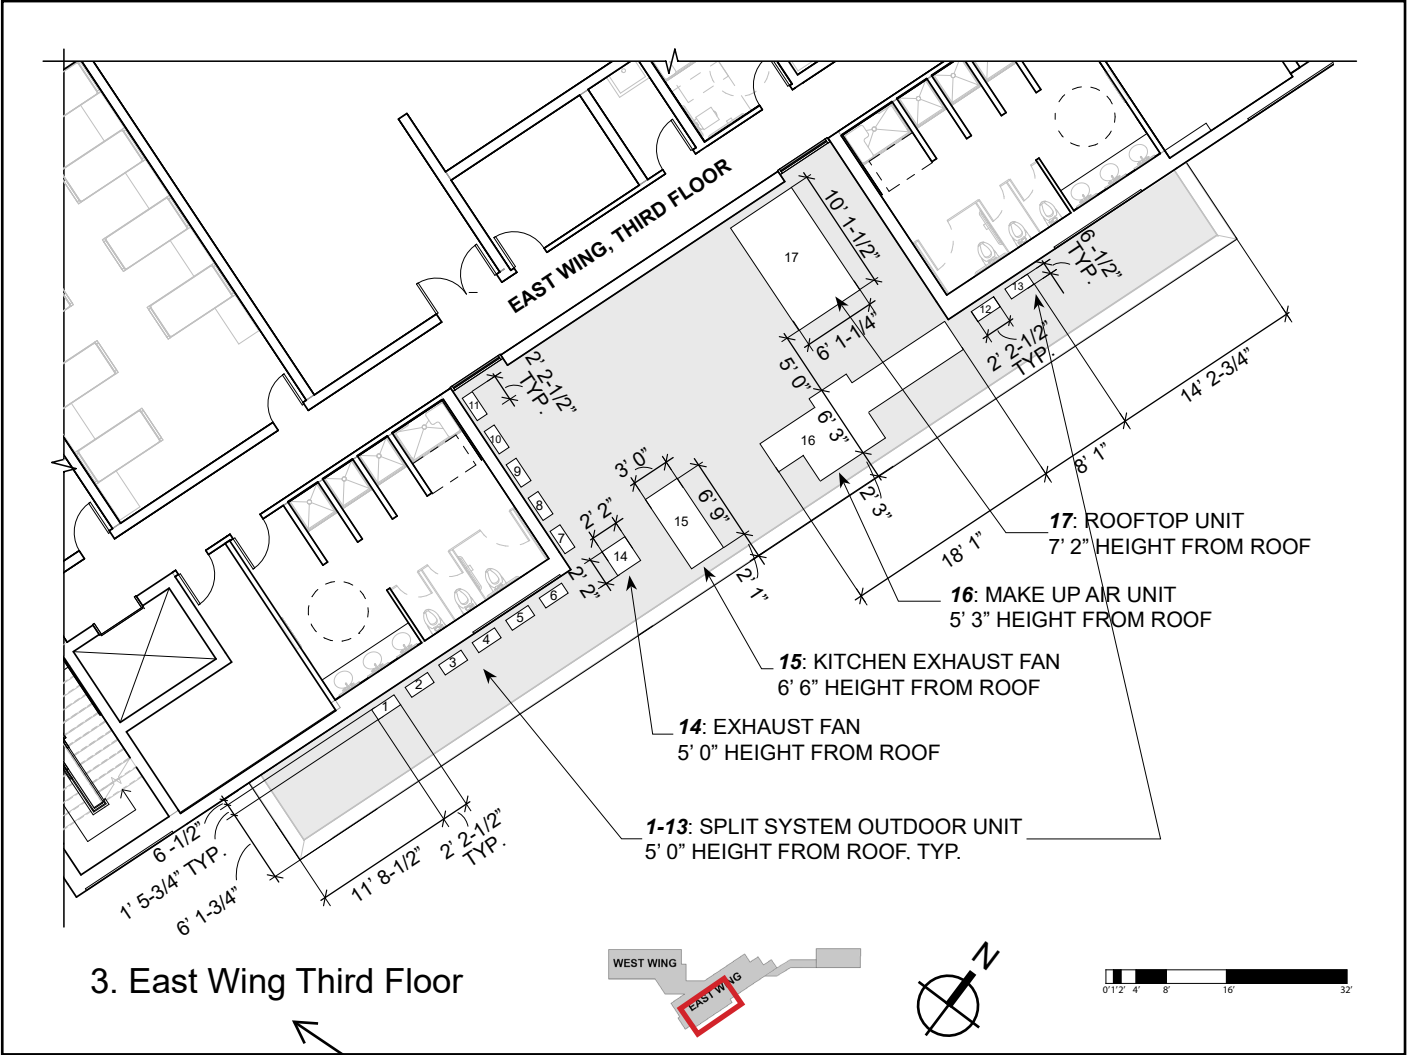 EAST WING, THIRD FLOOR
10’ 1-1/2”
17
6’ 1-1/4”
6 -1/2”
TYP.
13
12
2’ 2-1/2”
TYP.
14’ 2-3/4”
8’ 1”
18’ 1”
5’ 0”
6’ 3”
16
2’ 3”
2’ 2-1/2”
TYP.
11
10
9
8
7
3’ 0”
6’ 9”
15
2’ 1”
2’ 2”
14
2’ 2”
6
5
4
3
2
1
17: ROOFTOP UNIT
7’ 2” HEIGHT FROM ROOF
16: MAKE UP AIR UNIT
5’ 3” HEIGHT FROM ROOF
15: KITCHEN EXHAUST FAN
6’ 6” HEIGHT FROM ROOF
14: EXHAUST FAN
5’ 0” HEIGHT FROM ROOF
1-13: SPLIT SYSTEM OUTDOOR UNIT
5’ 0” HEIGHT FROM ROOF. TYP.
6 -1/2”
1’ 5-3/4” TYP.
6’ 1-3/4”
11’ 8-1/2”
2’ 2-1/2”
TYP.
3. East Wing Third Floor
WEST WING
EAST WING
N
0’ 1’ 2’ 4’ 8’ 16’ 32’